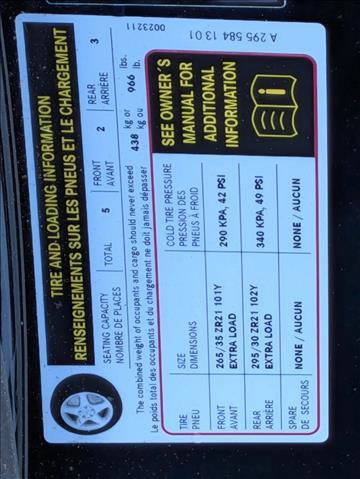 TIRE AND LOADING INFORMATION
RENSEIGNEMENTS SUR LES PNEUS ET LE CHARGEMENT
SEATING CAPACITY
NOMBRE DE PLACES
TOTAL 5
FRONT
AVANT 2
REAR
ARRIÈRE 3
The combined weight of occupants and cargo should never exceed 438 kg or 966 lbs.
Le poids total des occupants et du chargement ne doit jamais dépasser kg ou lb.
TIRE
PNEU
SIZE
DIMENSIONS
COLD TIRE PRESSURE
PRESSION DES
PNEUS À FROID
FRONT
AVANT
265/35 ZR21 101Y
EXTRA LOAD
290 KPA, 42 PSI
REAR
ARRIERE
295/30 ZR21 102Y
EXTRA LOAD
340 KPA, 49 PSI
SPARE
DE SECOURS
NONE / AUCUN
NONE / AUCUN
SEE OWNER'S
MANUAL FOR
ADDITIONAL
INFORMATION
A 295 584 13 01
00023211